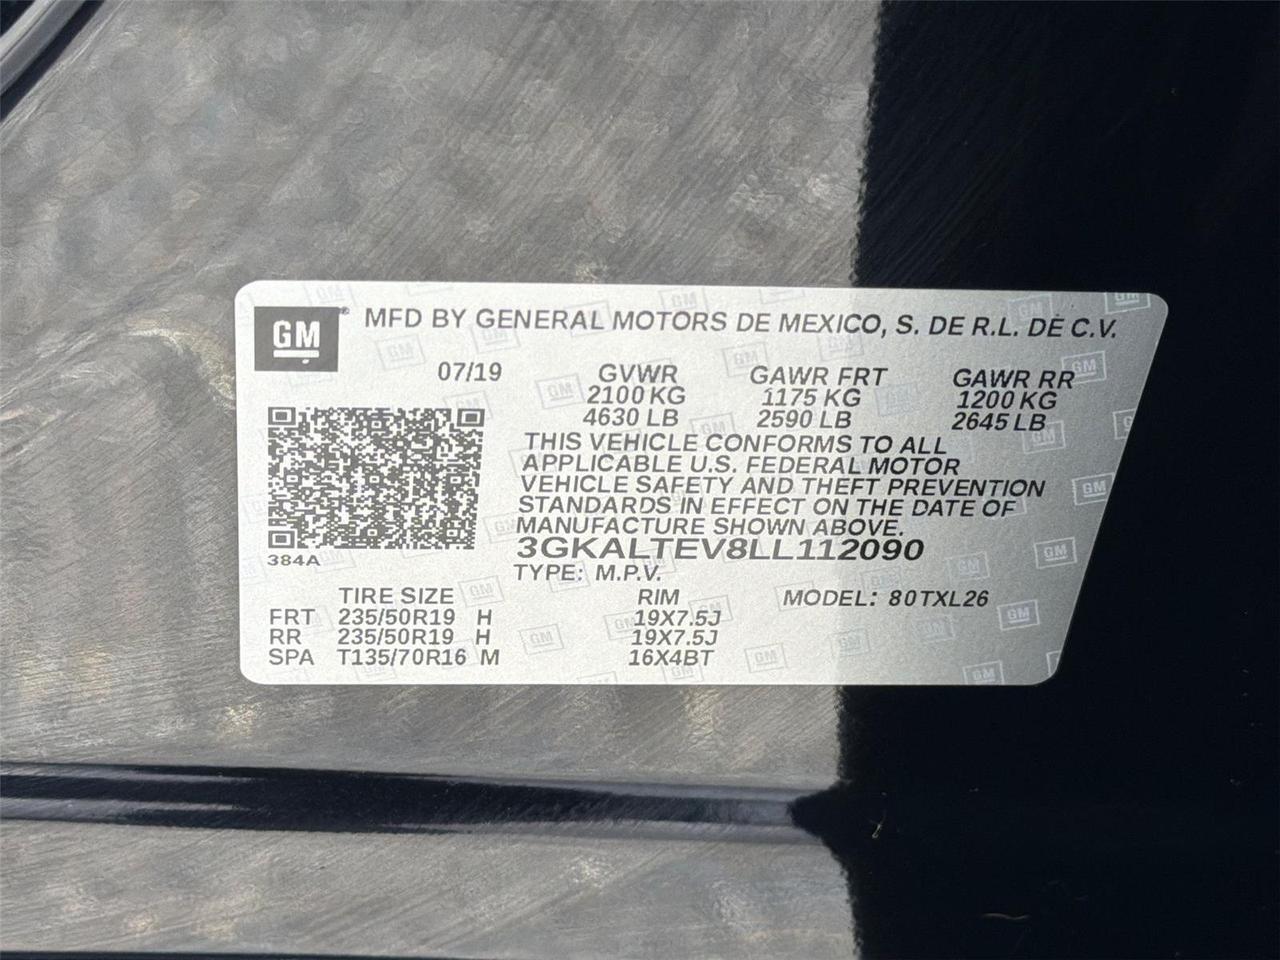 GM® MFD BY GENERAL MOTORS DE MEXICO, S. DE R.L. DE C.V.
07/19 GVWR GAWR FRT GAWR RR
2100 KG 1175 KG 1200 KG
4630 LB 2590 LB 2645 LB
THIS VEHICLE CONFORMS TO ALL
APPLICABLE U.S. FEDERAL MOTOR
VEHICLE SAFETY AND THEFT PREVENTION
STANDARDS IN EFFECT ON THE DATE OF
MANUFACTURE SHOWN ABOVE.
3GKALTEV8LL112090
384A
TYPE: M.P.V.
TIRE SIZE RIM MODEL: 80TXL26
FRT 235/50R19 H 19X7.5J
RR 235/50R19 H 19X7.5J
SPA T135/70R16 M 16X4BT